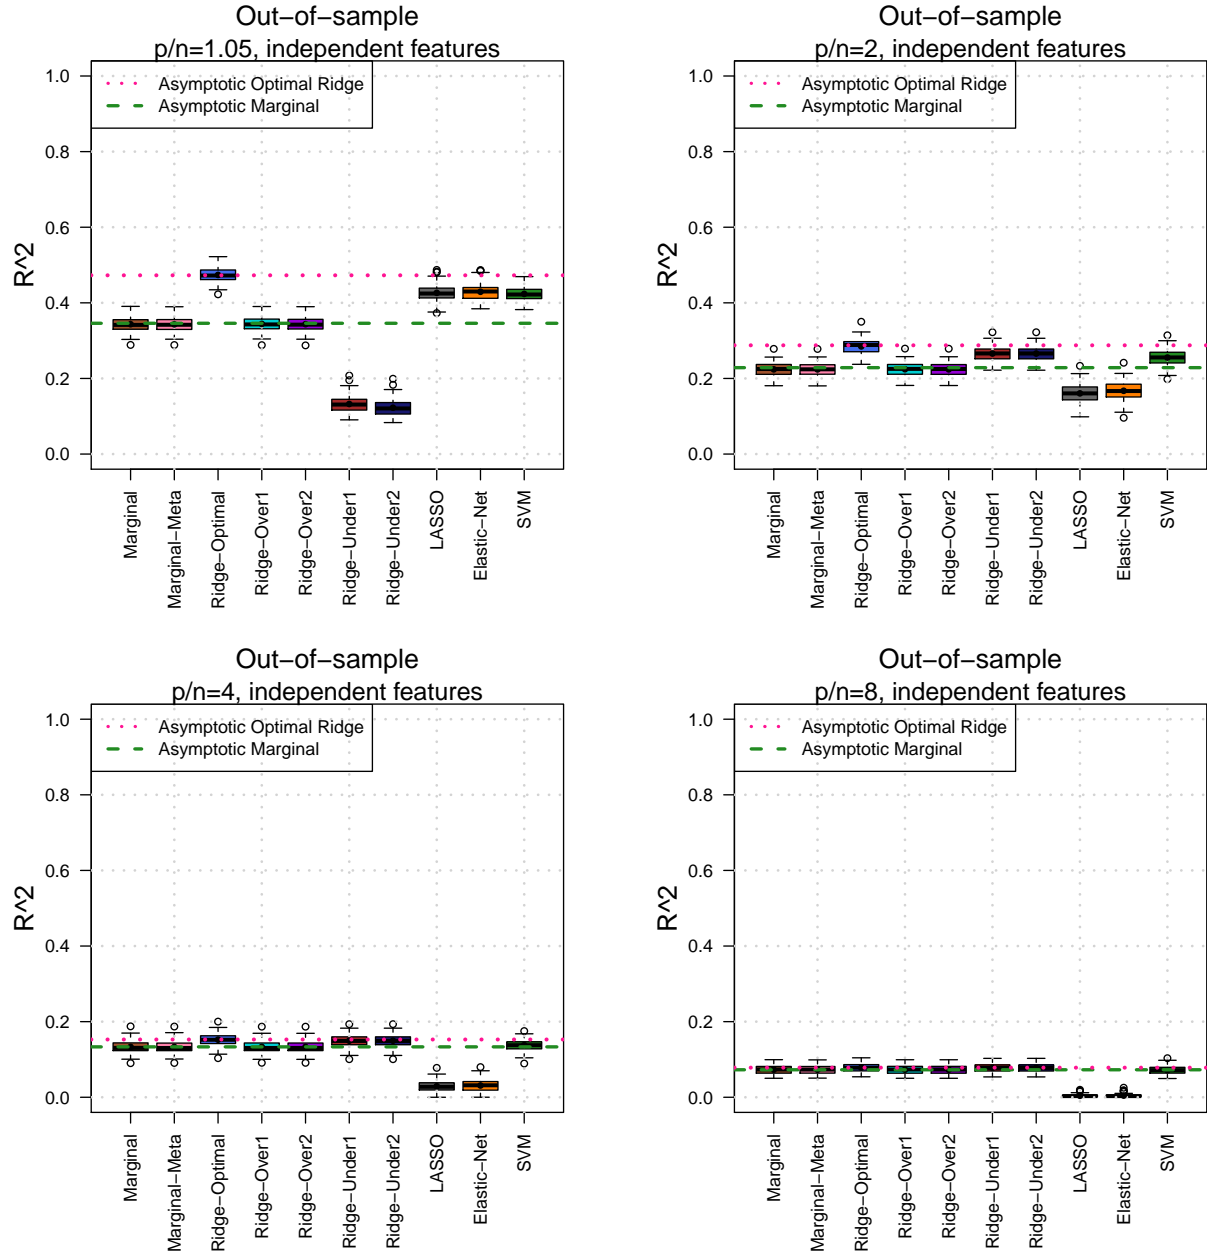 Out−of−sample
p/n=1.05, independent features
Asymptotic Optimal Ridge
Asymptotic Marginal
R^2
1.0
0.8
0.6
0.4
0.2
0.0
Marginal
Marginal−Meta
Ridge−Optimal
Ridge−Over1
Ridge−Over2
Ridge−Under1
Ridge−Under2
LASSO
Elastic−Net
SVM
Out−of−sample
p/n=2, independent features
Asymptotic Optimal Ridge
Asymptotic Marginal
R^2
1.0
0.8
0.6
0.4
0.2
0.0
Marginal
Marginal−Meta
Ridge−Optimal
Ridge−Over1
Ridge−Over2
Ridge−Under1
Ridge−Under2
LASSO
Elastic−Net
SVM
Out−of−sample
p/n=4, independent features
Asymptotic Optimal Ridge
Asymptotic Marginal
R^2
1.0
0.8
0.6
0.4
0.2
0.0
Marginal
Marginal−Meta
Ridge−Optimal
Ridge−Over1
Ridge−Over2
Ridge−Under1
Ridge−Under2
LASSO
Elastic−Net
SVM
Out−of−sample
p/n=8, independent features
Asymptotic Optimal Ridge
Asymptotic Marginal
R^2
1.0
0.8
0.6
0.4
0.2
0.0
Marginal
Marginal−Meta
Ridge−Optimal
Ridge−Over1
Ridge−Over2
Ridge−Under1
Ridge−Under2
LASSO
Elastic−Net
SVM